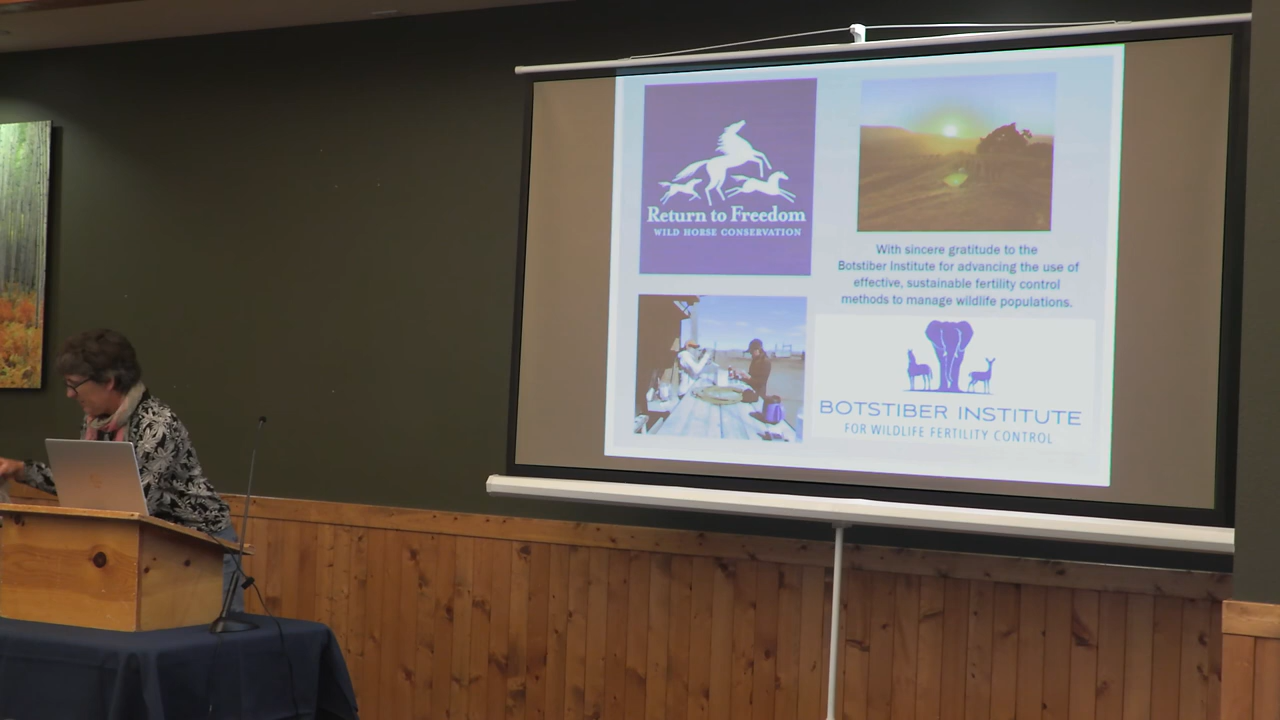 Return to Freedom
WILD HORSE CONSERVATION
With sincere gratitude to the
Botstiber Institute for advancing the use of
effective, sustainable fertility control
methods to manage wildlife populations.
BOTSTIBER INSTITUTE
FOR WILDLIFE FERTILITY CONTROL